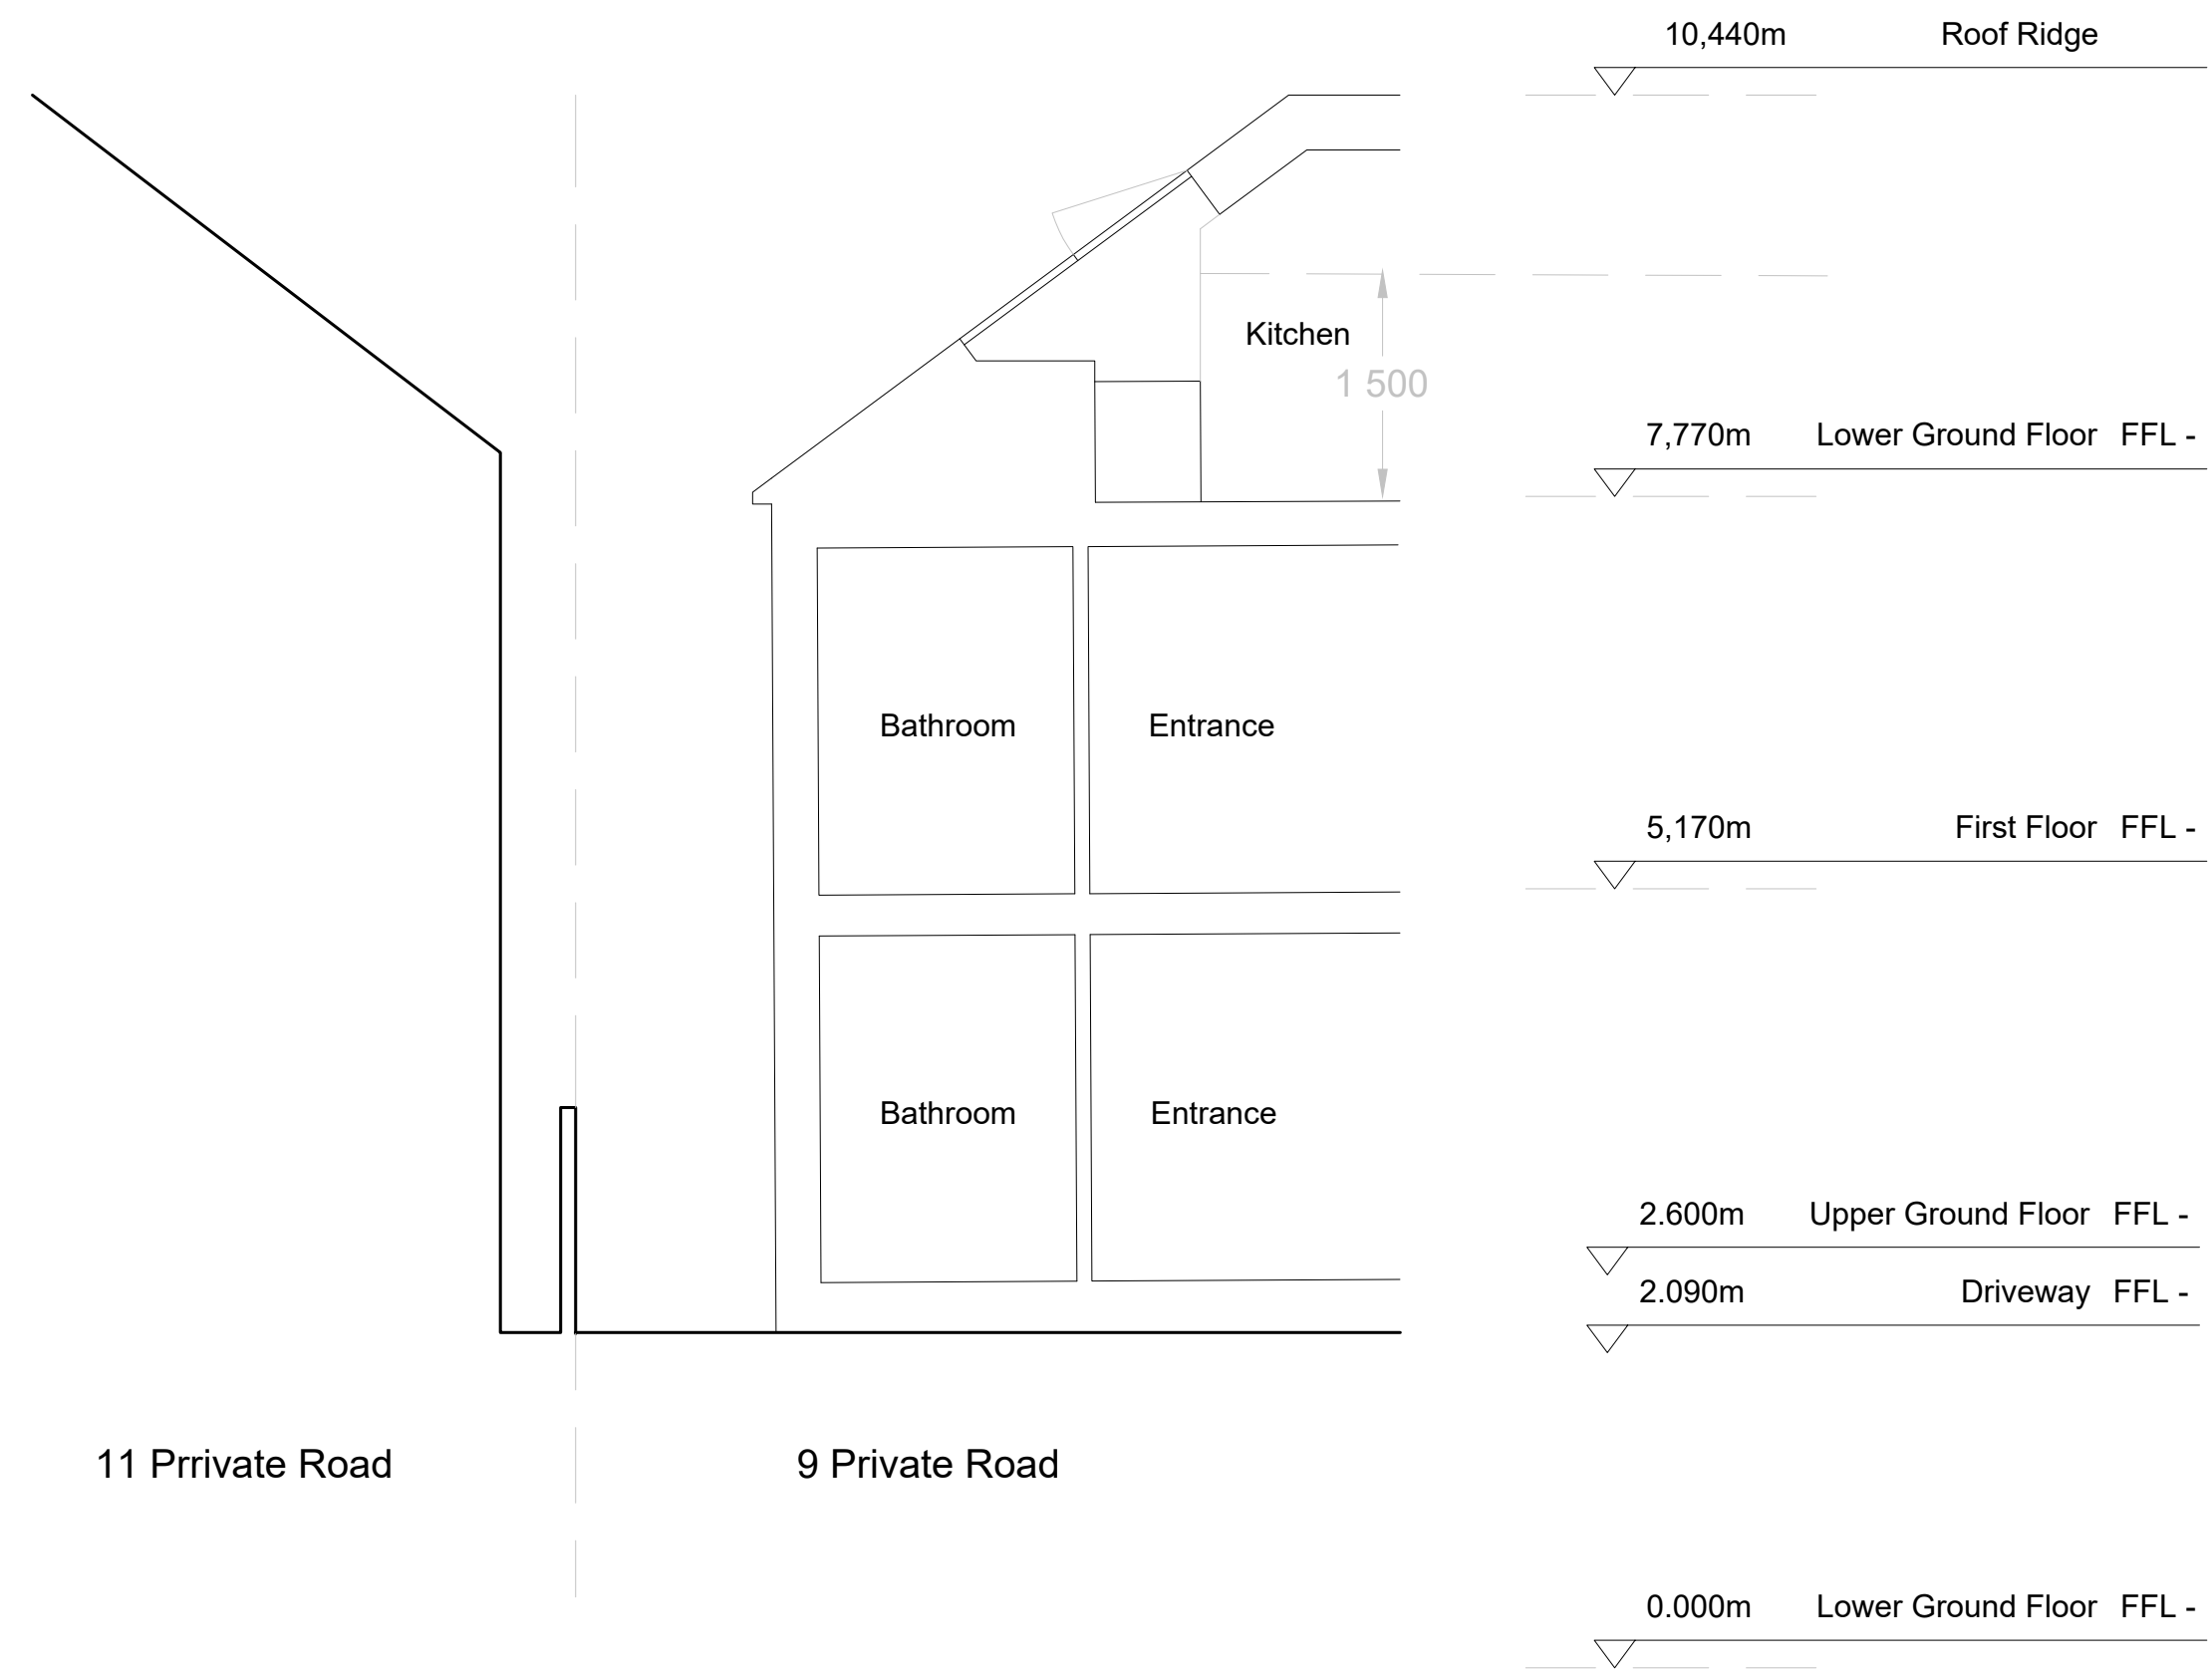 10,440m Roof Ridge
Kitchen
1 500
7,770m Lower Ground Floor FFL -
Bathroom Entrance
5,170m First Floor FFL -
Bathroom Entrance
2.600m Upper Ground Floor FFL -
2.090m Driveway FFL -
11 Prrivate Road 9 Private Road
0.000m Lower Ground Floor FFL -